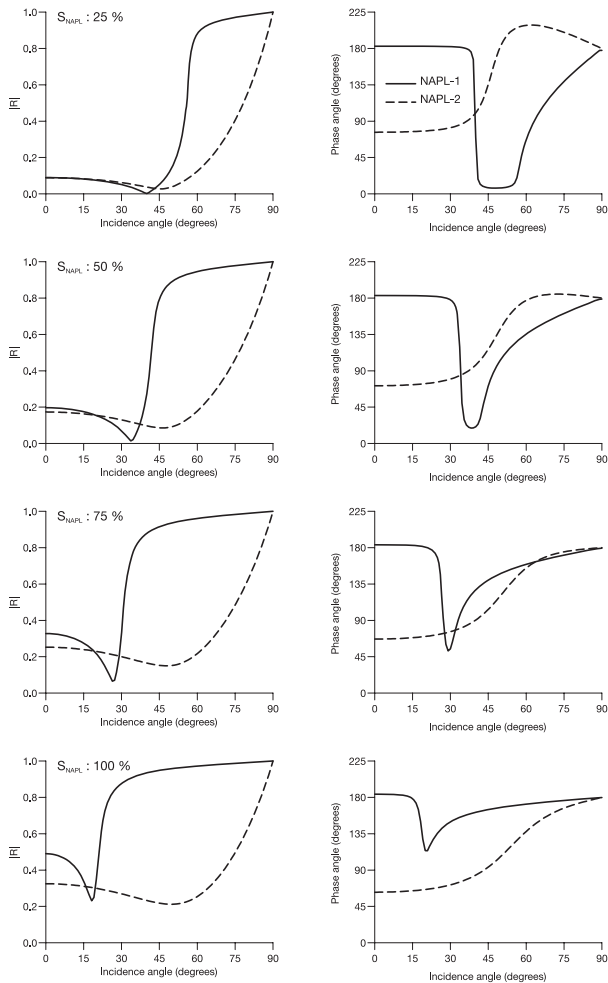 S_NAPL : 25 %
1.0
0.8
0.6
0.4
0.2
0.0
|R|
0 15 30 45 60 75 90
Incidence angle (degrees)
225
180
135
90
45
0
Phase angle (degrees)
NAPL-1
NAPL-2
0 15 30 45 60 75 90
Incidence angle (degrees)
S_NAPL : 50 %
1.0
0.8
0.6
0.4
0.2
0.0
|R|
0 15 30 45 60 75 90
Incidence angle (degrees)
225
180
135
90
45
0
Phase angle (degrees)
0 15 30 45 60 75 90
Incidence angle (degrees)
S_NAPL : 75 %
1.0
0.8
0.6
0.4
0.2
0.0
|R|
0 15 30 45 60 75 90
Incidence angle (degrees)
225
180
135
90
45
0
Phase angle (degrees)
0 15 30 45 60 75 90
Incidence angle (degrees)
S_NAPL : 100 %
1.0
0.8
0.6
0.4
0.2
0.0
|R|
0 15 30 45 60 75 90
Incidence angle (degrees)
225
180
135
90
45
0
Phase angle (degrees)
0 15 30 45 60 75 90
Incidence angle (degrees)